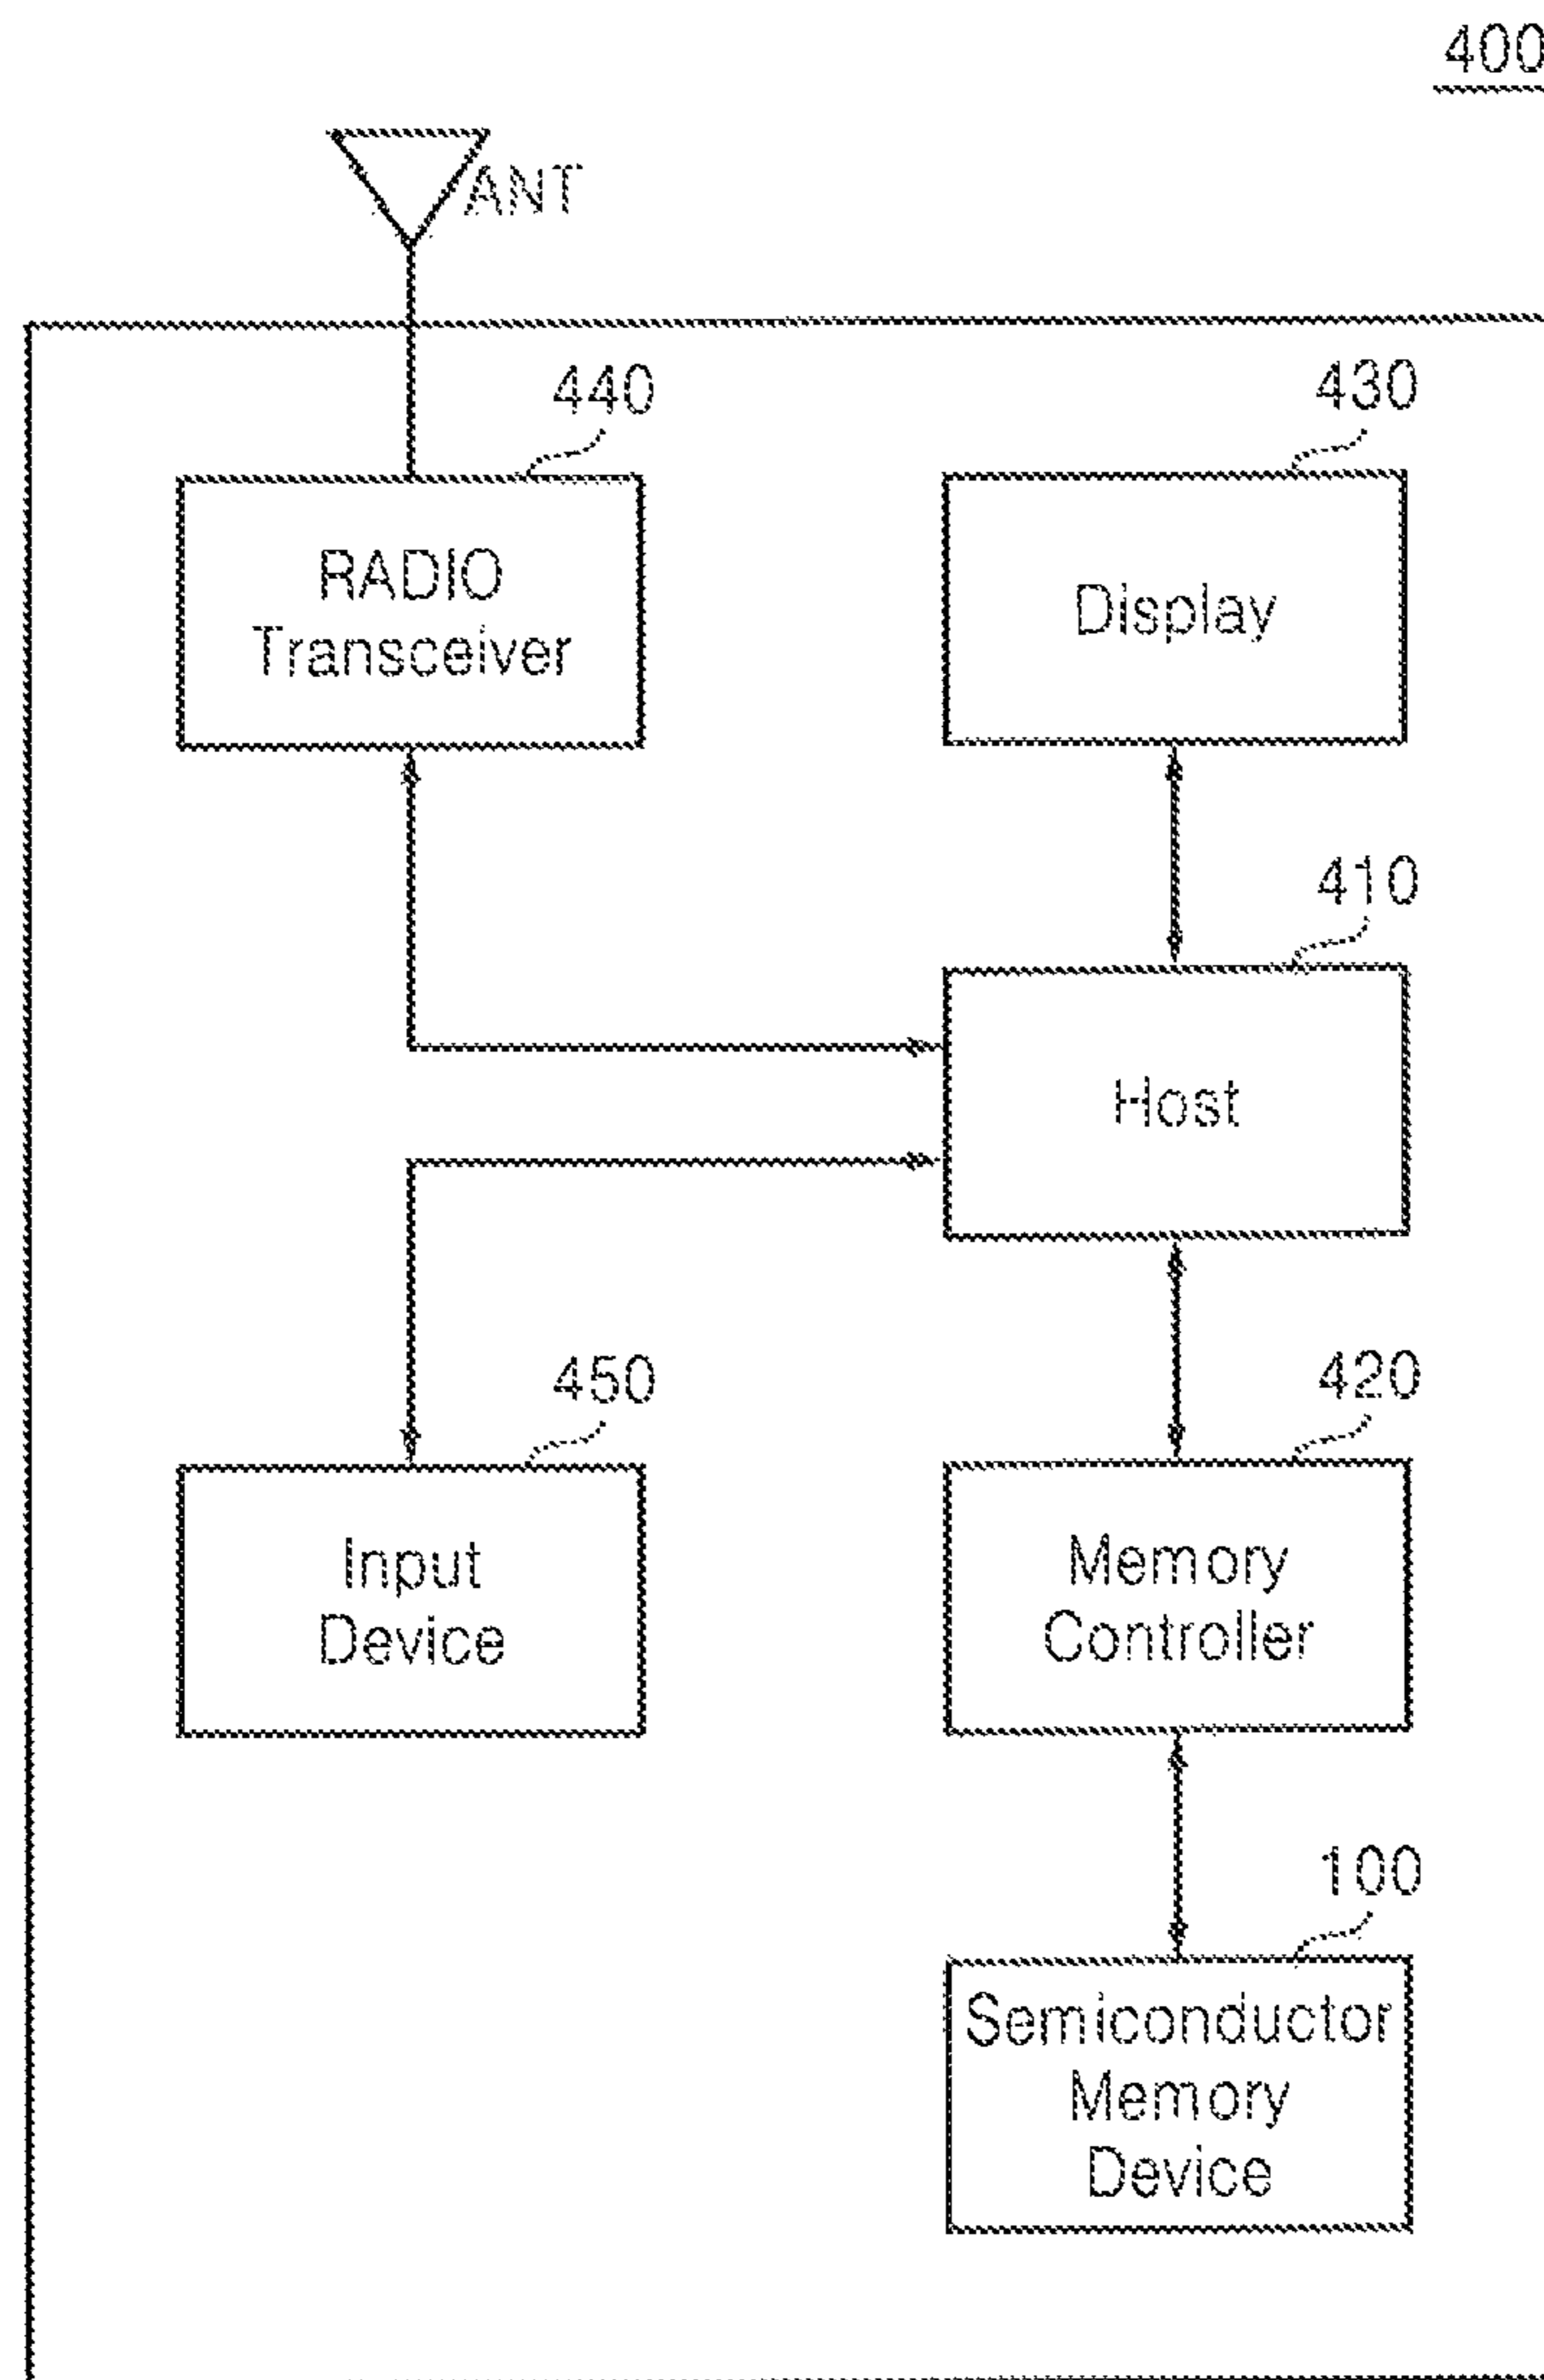 400
ANT
440
430
RADIO
Transceiver
Display
410
Host
450
420
Input
Device
Memory
Controller
100
Semiconductor
Memory
Device